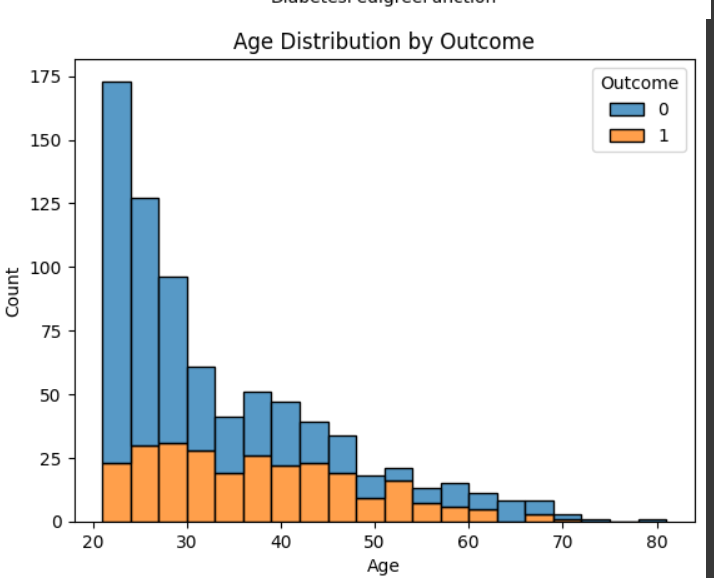 DiabetesPedigreeFunction
Age Distribution by Outcome
Outcome
0
1
175
150
125
100
75
50
25
0
Count
20 30 40 50 60 70 80
Age